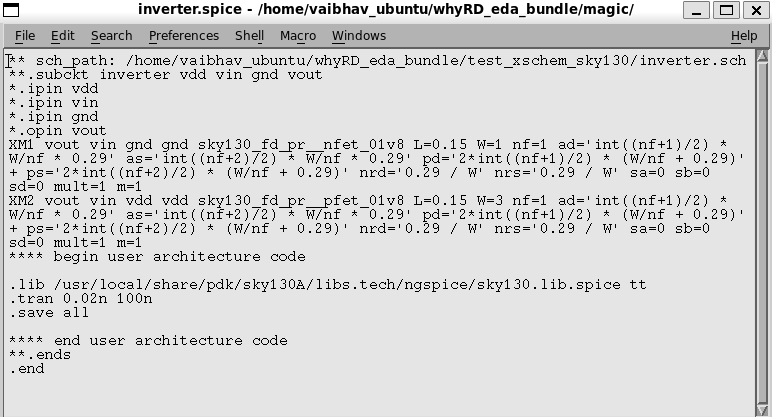 inverter.spice - /home/vaibhav_ubuntu/whyRD_eda_bundle/magic/
File Edit Search Preferences Shell Macro Windows Help
** sch_path: /home/vaibhav_ubuntu/whyRD_eda_bundle/test_xschem_sky130/inverter.sch
**.subckt inverter vdd vin gnd vout
*.ipin vdd
*.ipin vin
*.ipin gnd
*.opin vout
XM1 vout vin gnd gnd sky130_fd_pr__nfet_01v8 L=0.15 W=1 nf=1 ad='int((nf+1)/2) *
W/nf * 0.29' as='int((nf+2)/2) * W/nf * 0.29' pd='2*int((nf+1)/2) * (W/nf + 0.29)'
+ ps='2*int((nf+2)/2) * (W/nf + 0.29)' nrd='0.29 / W' nrs='0.29 / W' sa=0 sb=0
sd=0 mult=1 m=1
XM2 vout vin vdd vdd sky130_fd_pr__pfet_01v8 L=0.15 W=3 nf=1 ad='int((nf+1)/2) *
W/nf * 0.29' as='int((nf+2)/2) * W/nf * 0.29' pd='2*int((nf+1)/2) * (W/nf + 0.29)'
+ ps='2*int((nf+2)/2) * (W/nf + 0.29)' nrd='0.29 / W' nrs='0.29 / W' sa=0 sb=0
sd=0 mult=1 m=1
**** begin user architecture code
.lib /usr/local/share/pdk/sky130A/libs.tech/ngspice/sky130.lib.spice tt
.tran 0.02n 100n
.save all
**** end user architecture code
**.ends
.end